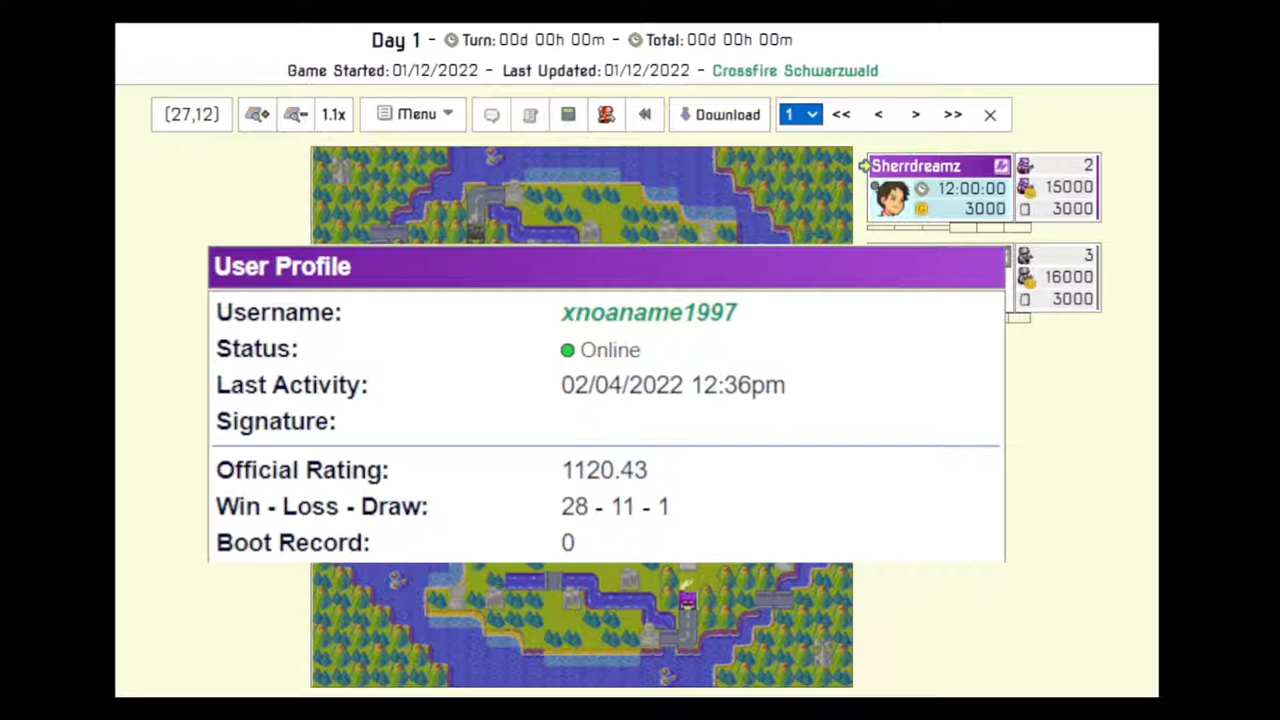 Day 1 - Turn: 00d 00h 00m - Total: 00d 00h 00m
Game Started: 01/12/2022 - Last Updated: 01/12/2022 - Crossfire Schwarzwald
(27,12) 1.1x Menu Download 1 << < > >> ×
Sherrdreamz 2
12:00:00 15000
3000 3000
3
16000
3000
User Profile
Username: xnoaname1997
Status: Online
Last Activity: 02/04/2022 12:36pm
Signature:
Official Rating: 1120.43
Win - Loss - Draw: 28 - 11 - 1
Boot Record: 0